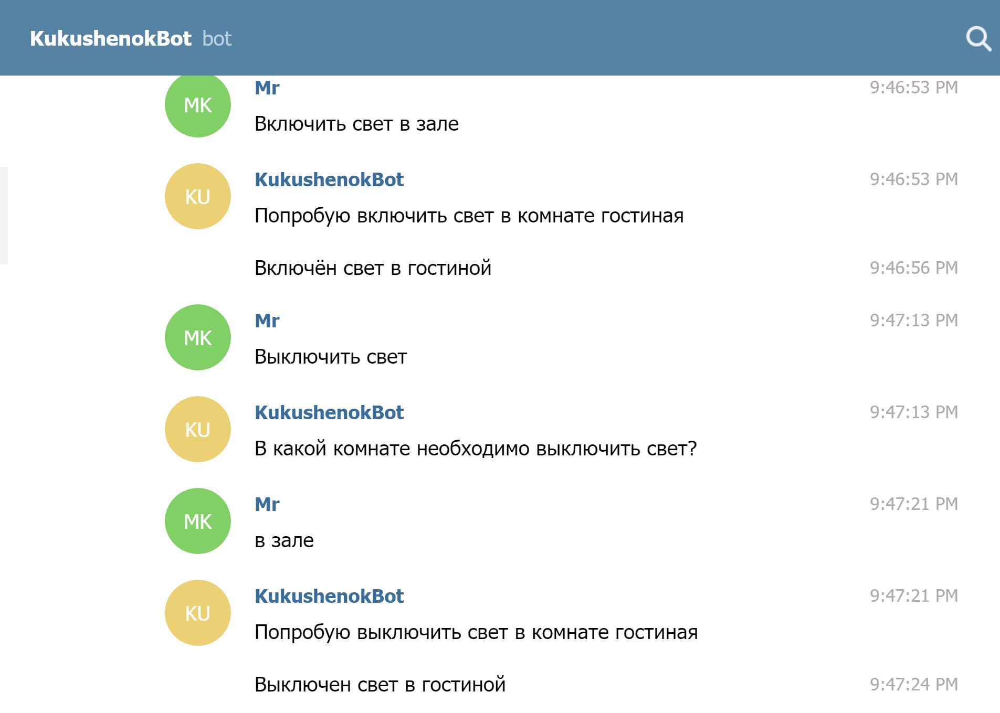 KukushenokBot bot
MK
Mr 9:46:53 PM
Включить свет в зале
KU
KukushenokBot 9:46:53 PM
Попробую включить свет в комнате гостиная
Включён свет в гостиной 9:46:56 PM
MK
Mr 9:47:13 PM
Выключить свет
KU
KukushenokBot 9:47:13 PM
В какой комнате необходимо выключить свет?
MK
Mr 9:47:21 PM
в зале
KU
KukushenokBot 9:47:21 PM
Попробую выключить свет в комнате гостиная
Выключен свет в гостиной 9:47:24 PM